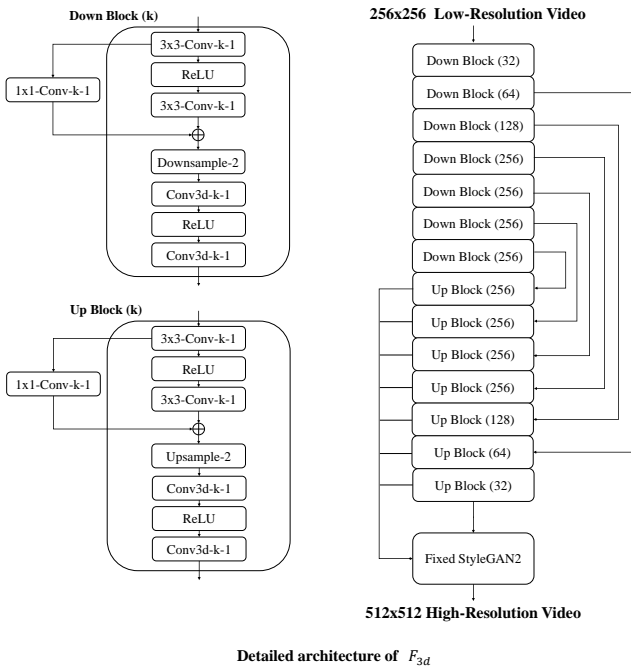 Down Block (k)
3x3-Conv-k-1
ReLU
1x1-Conv-k-1
3x3-Conv-k-1
Downsample-2
Conv3d-k-1
ReLU
Conv3d-k-1
Up Block (k)
3x3-Conv-k-1
ReLU
1x1-Conv-k-1
3x3-Conv-k-1
Upsample-2
Conv3d-k-1
ReLU
Conv3d-k-1
256x256 Low-Resolution Video
Down Block (32)
Down Block (64)
Down Block (128)
Down Block (256)
Down Block (256)
Down Block (256)
Down Block (256)
Up Block (256)
Up Block (256)
Up Block (256)
Up Block (256)
Up Block (128)
Up Block (64)
Up Block (32)
Fixed StyleGAN2
512x512 High-Resolution Video
Detailed architecture of F3d